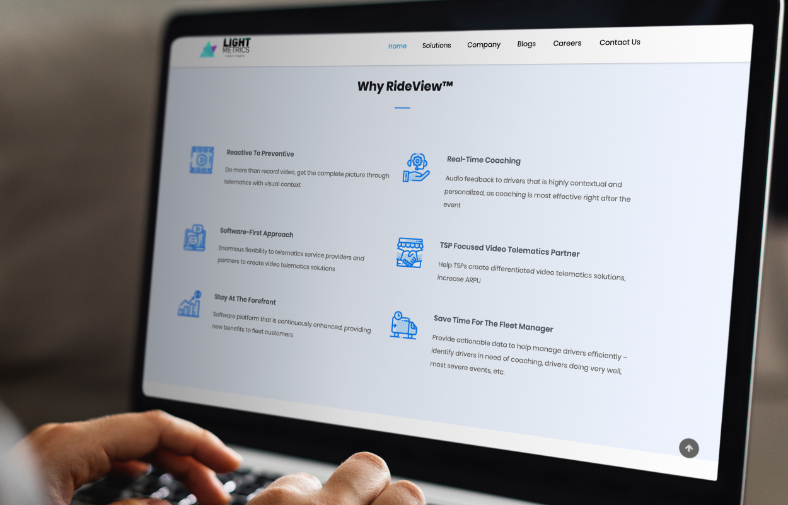 LIGHT
METRICS
Home Solutions Company Blogs Careers Contact Us
Why RideView™
Reactive To Preventive
Do more than record video, get the complete picture through
telematics with visual context
Real-Time Coaching
Audio feedback to drivers that is highly contextual and
personalized, as coaching is most effective right after the
event
Software-First Approach
Enormous flexibility to telematics service providers and
partners to create video telematics solutions
TSP Focused Video Telematics Partner
Help TSPs create differentiated video telematics solutions,
increase ARPU
Stay At The Forefront
Software platform that is continuously enhanced, providing
new benefits to fleet customers
Save Time For The Fleet Manager
Provide actionable data to help manage drivers efficiently –
identify drivers in need of coaching, drivers doing very well,
most severe events, etc.